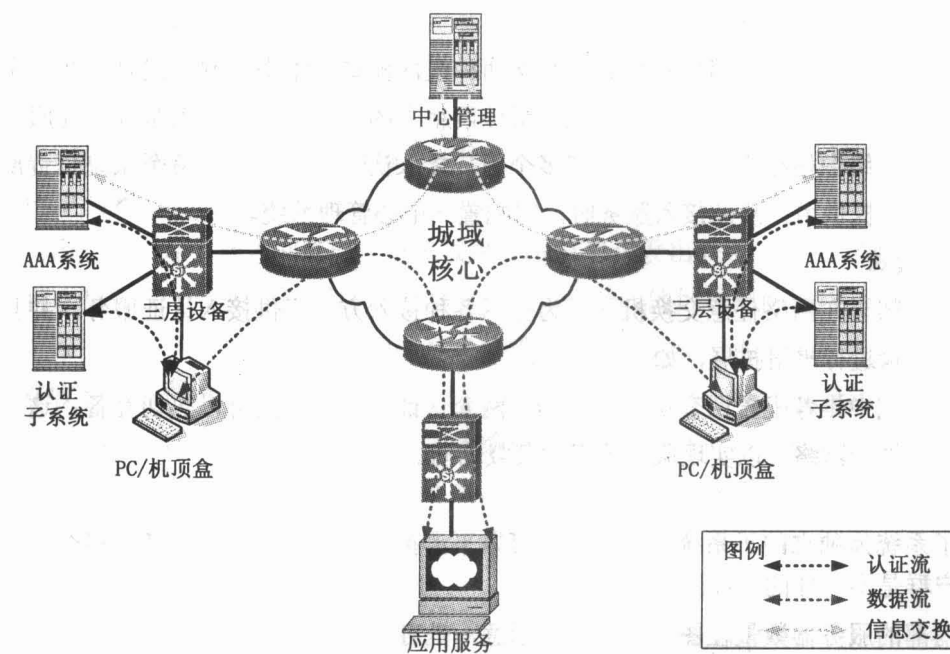 中心管理
城域
核心
AAA系统
AAA系统
三层设备
三层设备
认证
子系统
认证
子系统
PC/机顶盒
PC/机顶盒
Si
Si
Si
应用服务
图例
认证流
数据流
信息交换